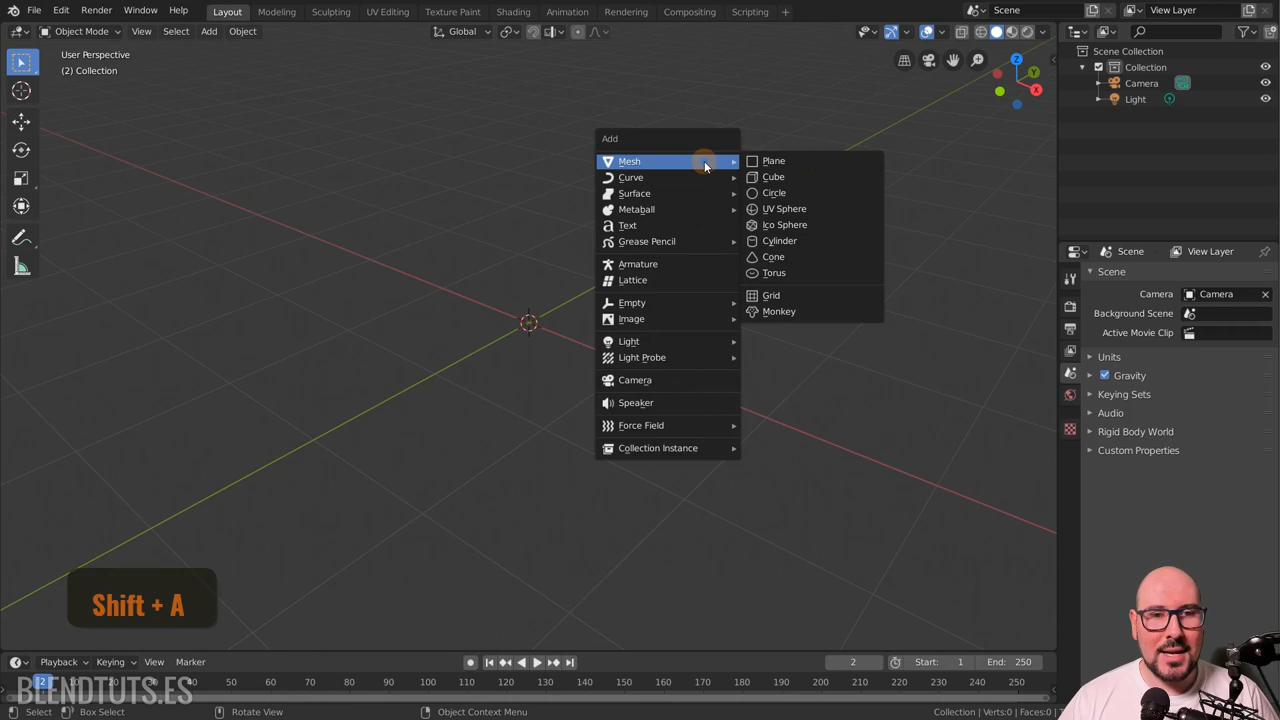 File Edit Render Window Help Layout Modeling Sculpting UV Editing Texture Paint Shading Animation Rendering Compositing Scripting + Scene View Layer
Object Mode View Select Add Object Global
User Perspective
(2) Collection
Z
Y
X
Scene Collection
Collection
Camera
Light
Add
Mesh
Curve
Surface
Metaball
Text
Grease Pencil
Armature
Lattice
Empty
Image
Light
Light Probe
Camera
Speaker
Force Field
Collection Instance
Plane
Cube
Circle
UV Sphere
Ico Sphere
Cylinder
Cone
Torus
Grid
Monkey
Scene View Layer
Scene
Camera Camera
Background Scene
Active Movie Clip
Units
Gravity
Keying Sets
Audio
Rigid Body World
Custom Properties
Shift + A
Playback Keying View Marker 2 Start: 1 End: 250
2 10 20 30 40 50 60 70 80 90 100 110 120 130 140 150 160 170 180 190 200 210 220 230 240 250
BLENDTUTS.ES
Select Box Select Rotate View Object Context Menu Collection | Verts:0 | Faces:0 |